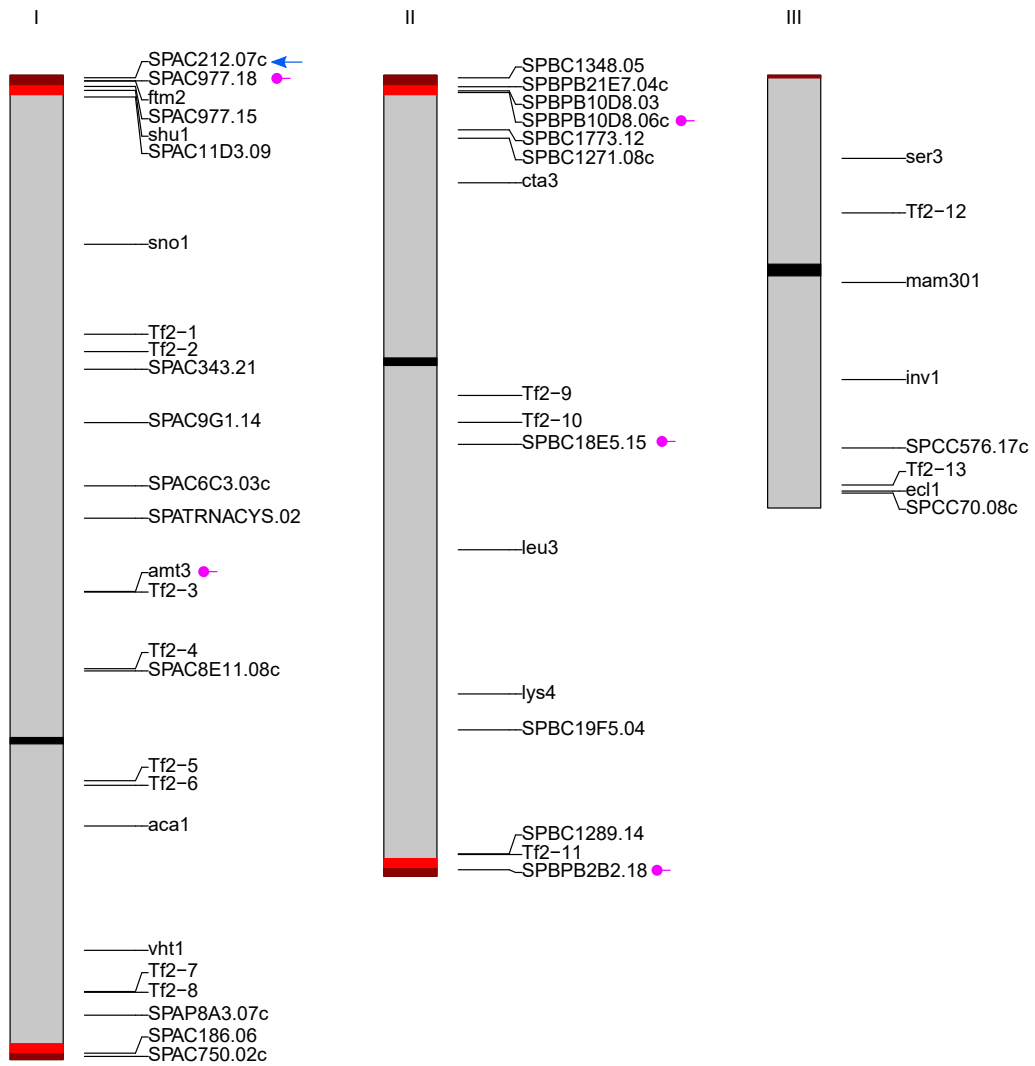 I
SPAC212.07c
SPAC977.18
ftm2
SPAC977.15
shu1
SPAC11D3.09
sno1
Tf2−1
Tf2−2
SPAC343.21
SPAC9G1.14
SPAC6C3.03c
SPATRNACYS.02
amt3
Tf2−3
Tf2−4
SPAC8E11.08c
Tf2−5
Tf2−6
aca1
vht1
Tf2−7
Tf2−8
SPAP8A3.07c
SPAC186.06
SPAC750.02c
II
SPBC1348.05
SPBPB21E7.04c
SPBPB10D8.03
SPBPB10D8.06c
SPBC1773.12
SPBC1271.08c
cta3
Tf2−9
Tf2−10
SPBC18E5.15
leu3
lys4
SPBC19F5.04
SPBC1289.14
Tf2−11
SPBPB2B2.18
III
ser3
Tf2−12
mam301
inv1
SPCC576.17c
Tf2−13
ecl1
SPCC70.08c